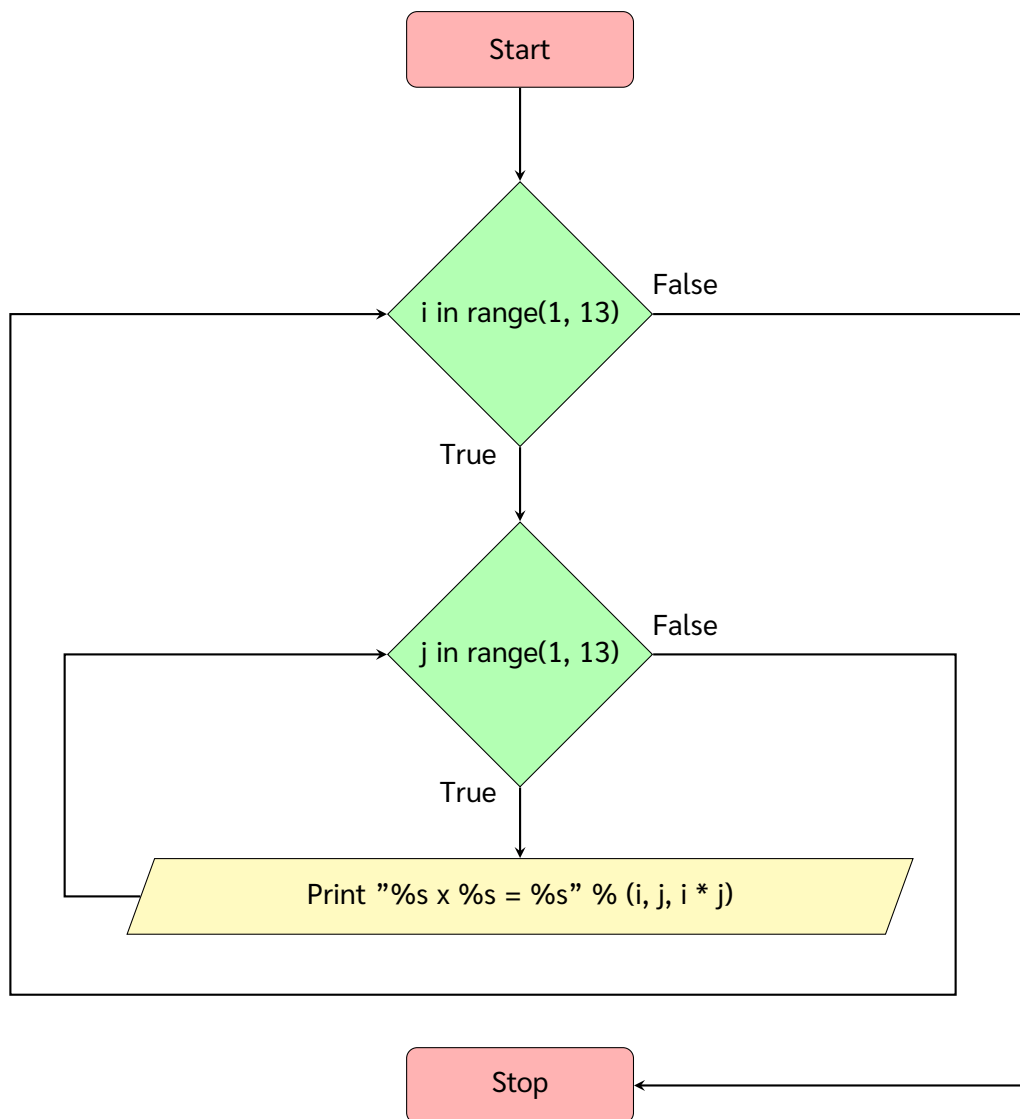 Start
i in range(1, 13)
False
True
j in range(1, 13)
False
True
Print ”%s x %s = %s” % (i, j, i * j)
Stop